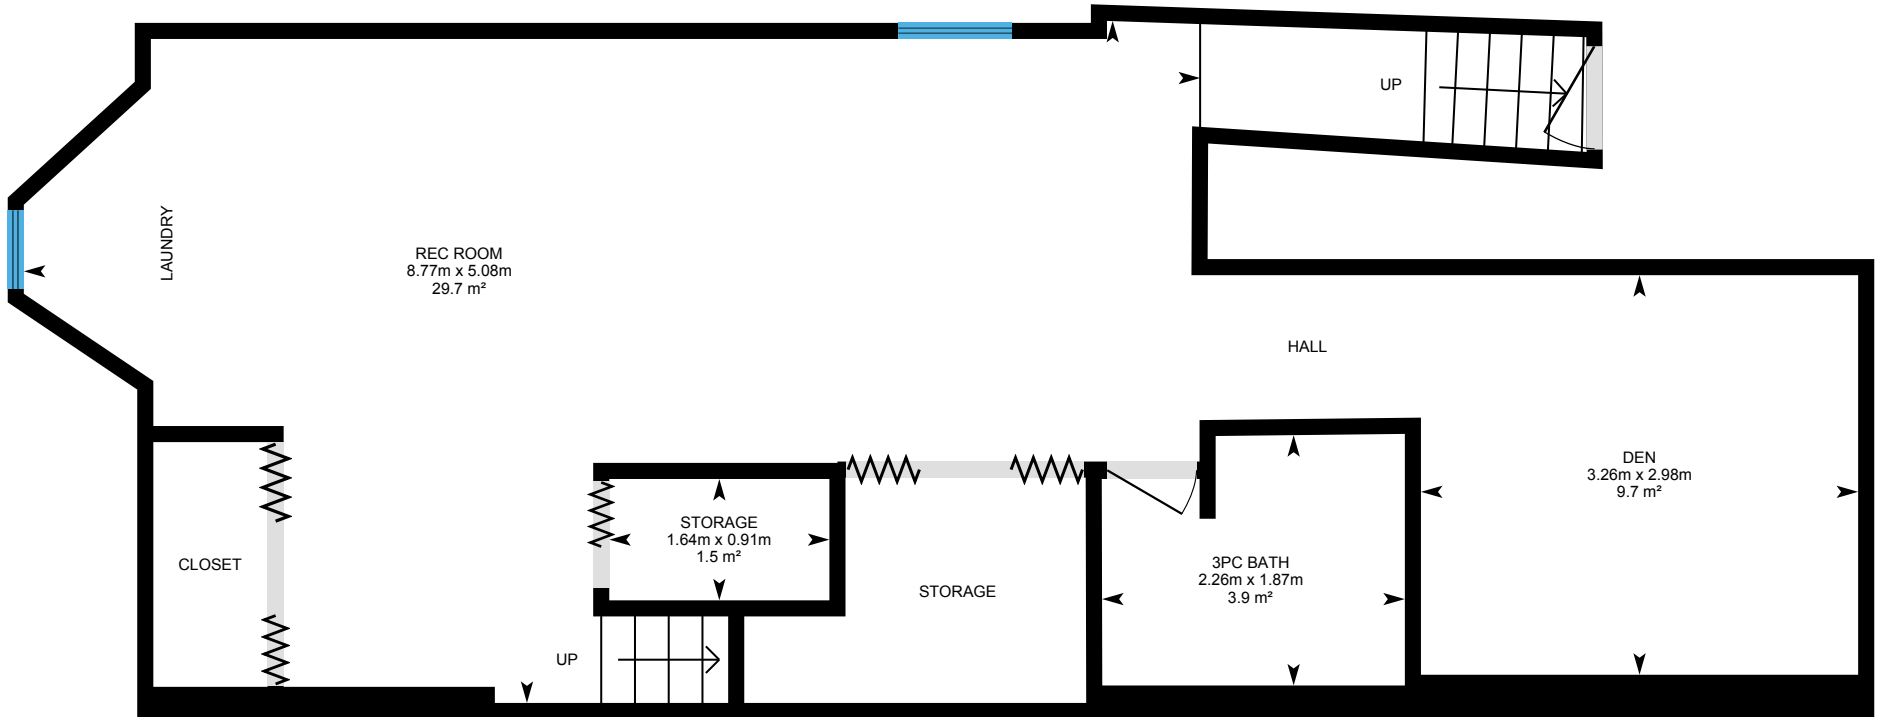 UP
LAUNDRY
REC ROOM
8.77m x 5.08m
29.7 m²
HALL
DEN
3.26m x 2.98m
9.7 m²
STORAGE
1.64m x 0.91m
1.5 m²
CLOSET
STORAGE
3PC BATH
2.26m x 1.87m
3.9 m²
UP